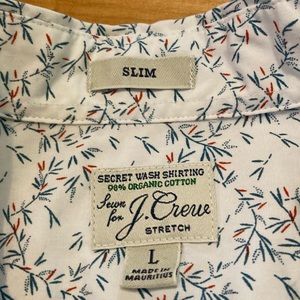 SLIM
SECRET WASH SHIRTING
98% ORGANIC COTTON
Sewn for J.Crew
STRETCH
L
MADE IN
MAURITIUS